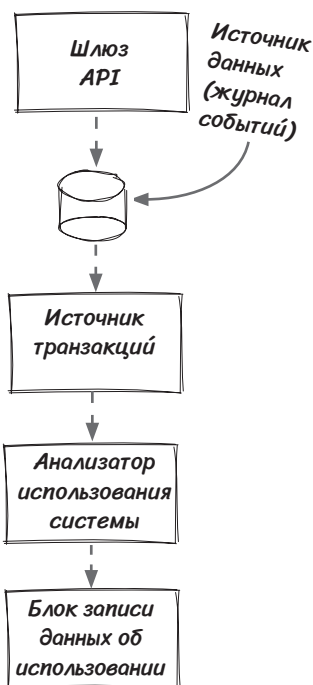 Шлюз
API
Источник
данных
(журнал
событий)
Источник
транзакций
Анализатор
использования
системы
Блок записи
данных об
использовании